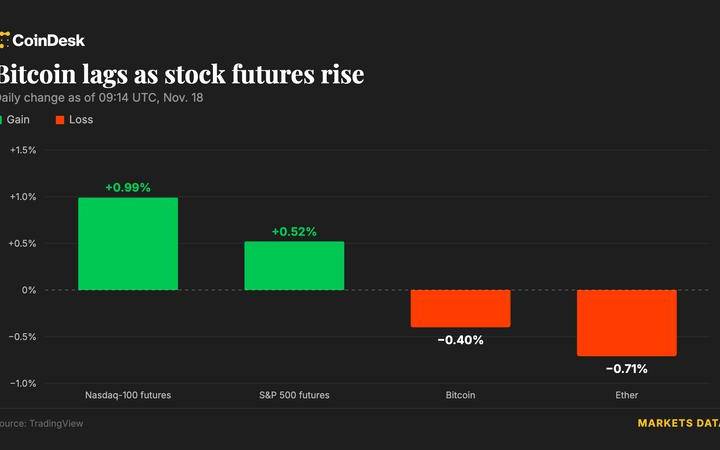 CoinDesk
Bitcoin lags as stock futures rise
Daily change as of 09:14 UTC, Nov. 18
Gain Loss
+1.5%
+1.0%
+0.5%
0%
−0.5%
−1.0%
+0.99%
+0.52%
−0.40%
−0.71%
Nasdaq-100 futures S&P 500 futures Bitcoin Ether
Source: TradingView
MARKETS DATA